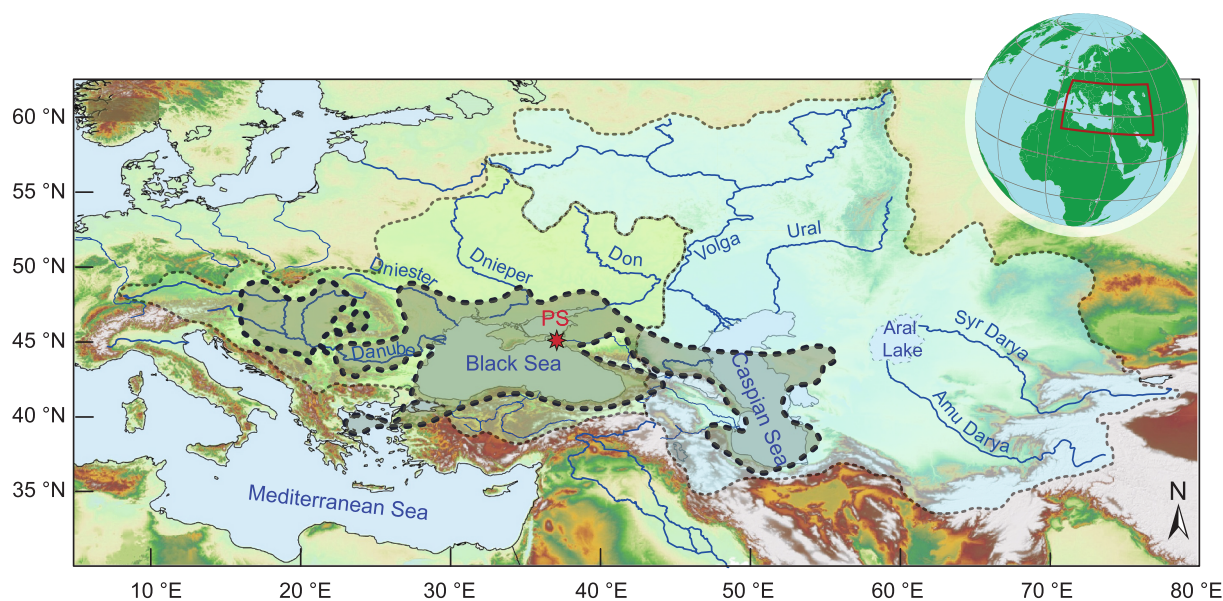 60 °N
55 °N
50 °N
45 °N
40 °N
35 °N
Dniester
Dnieper
Don
Volga
Ural
PS
Danube
Black Sea
Caspian Sea
Aral
Lake
Syr Darya
Amu Darya
Mediterranean Sea
N
10 °E
20 °E
30 °E
40 °E
50 °E
60 °E
70 °E
80 °E